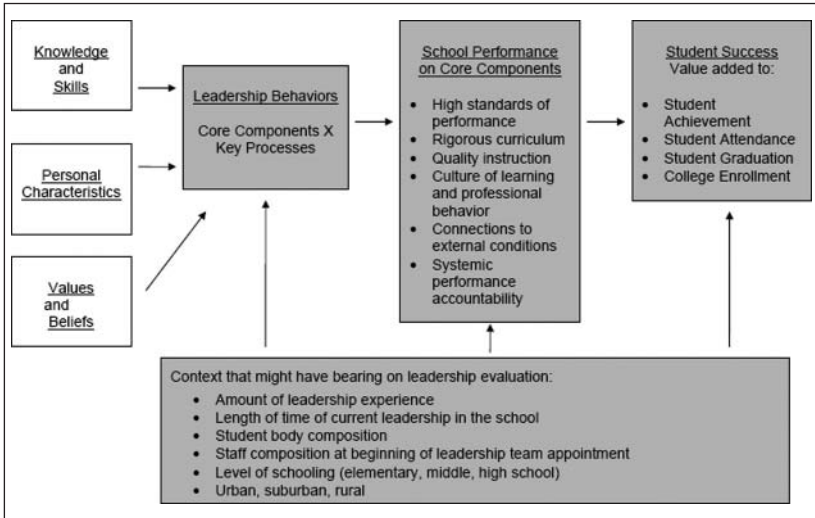 Knowledge
and
Skills
Personal
Characteristics
Values
and
Beliefs
Leadership Behaviors
Core Components X
Key Processes
School Performance
on Core Components
• High standards of
performance
• Rigorous curriculum
• Quality instruction
• Culture of learning
and professional
behavior
• Connections to
external conditions
• Systemic
performance
accountability
Student Success
Value added to:
• Student
Achievement
• Student Attendance
• Student Graduation
• College Enrollment
Context that might have bearing on leadership evaluation:
• Amount of leadership experience
• Length of time of current leadership in the school
• Student body composition
• Staff composition at beginning of leadership team appointment
• Level of schooling (elementary, middle, high school)
• Urban, suburban, rural